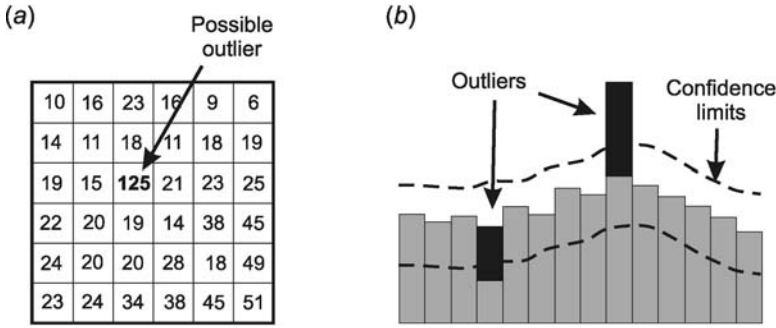 (a)
Possible
outlier
10 16 23 16 9 6
14 11 18 11 18 19
19 15 125 21 23 25
22 20 19 14 38 45
24 20 20 28 18 49
23 24 34 38 45 51
(b)
Outliers
Confidence
limits